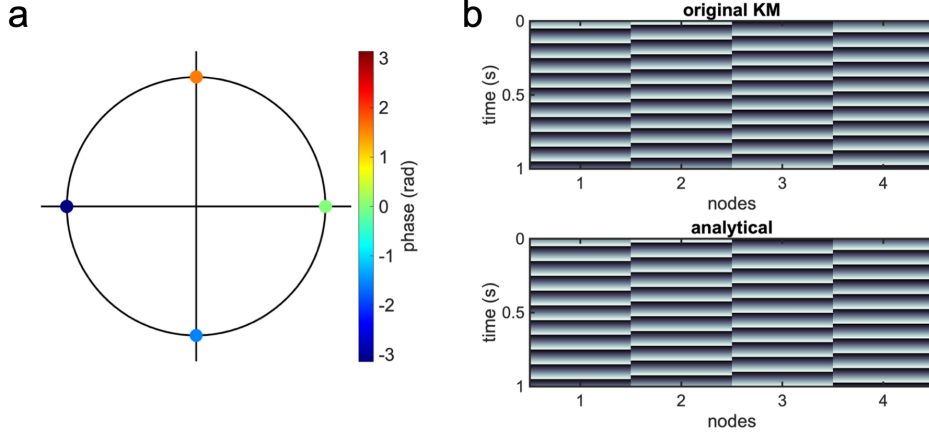 a
3
2
1
0
-1
-2
-3
phase (rad)
b
original KM
0
0.5
1
time (s)
1 2 3 4
nodes
analytical
0
0.5
1
time (s)
1 2 3 4
nodes